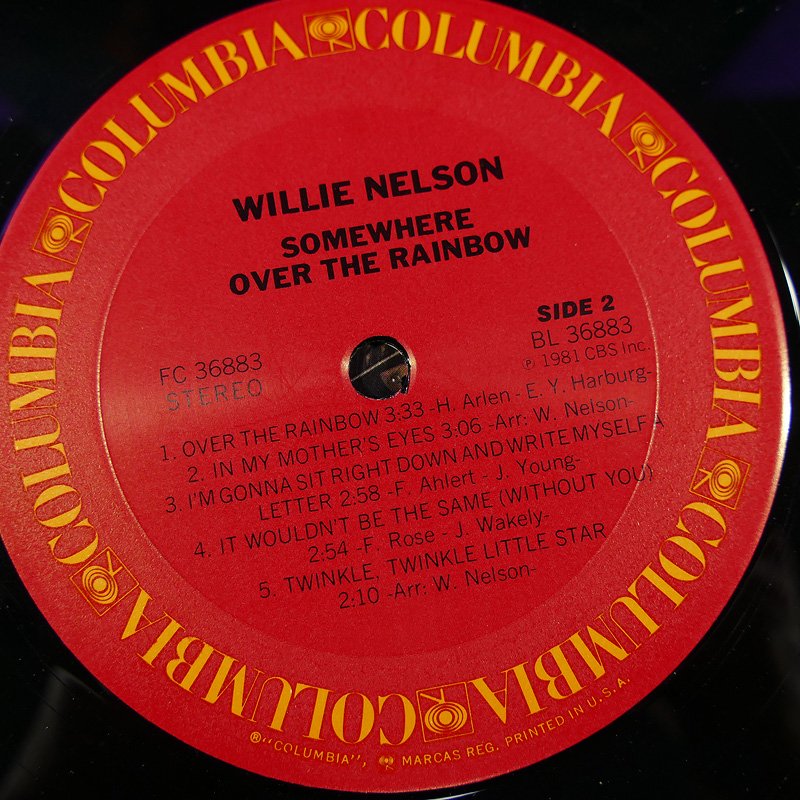 COLUMBIA COLUMBIA COLUMBIA COLUMBIA COLUMBIA COLUMBIA
WILLIE NELSON
SOMEWHERE
OVER THE RAINBOW
SIDE 2
FC 36883
BL 36883
STEREO
℗ 1981 CBS Inc.
1. OVER THE RAINBOW 3:33 -H. Arlen - E. Y. Harburg-
2. IN MY MOTHER'S EYES 3:06 -Arr: W. Nelson-
3. I'M GONNA SIT RIGHT DOWN AND WRITE MYSELF A
LETTER 2:58 -F. Ahlert - J. Young-
4. IT WOULDN'T BE THE SAME (WITHOUT YOU)
2:54 -F. Rose - J. Wakely-
5. TWINKLE, TWINKLE LITTLE STAR
2:10 -Arr: W. Nelson-
®"COLUMBIA", MARCAS REG. PRINTED IN U.S.A.